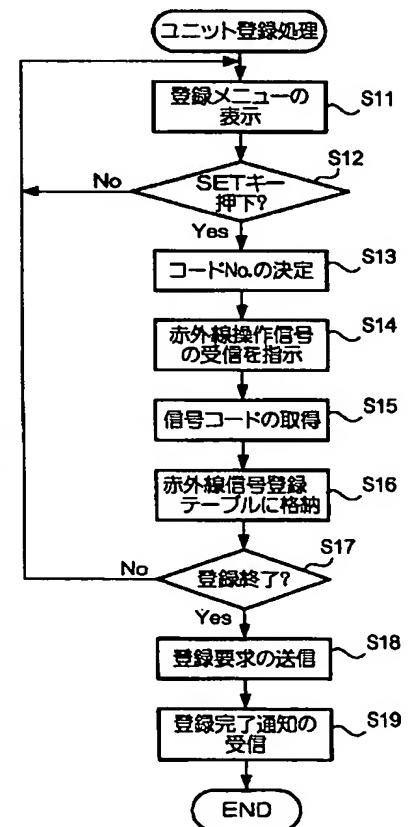 ユニット登録処理
登録メニューの
表示
S11
S12
SETキー
押下?
No
Yes
コードNo.の決定
S13
赤外線操作信号
の受信を指示
S14
信号コードの取得
S15
赤外線信号登録
テーブルに格納
S16
S17
登録終了?
No
Yes
登録要求の送信
S18
登録完了通知の
受信
S19
END